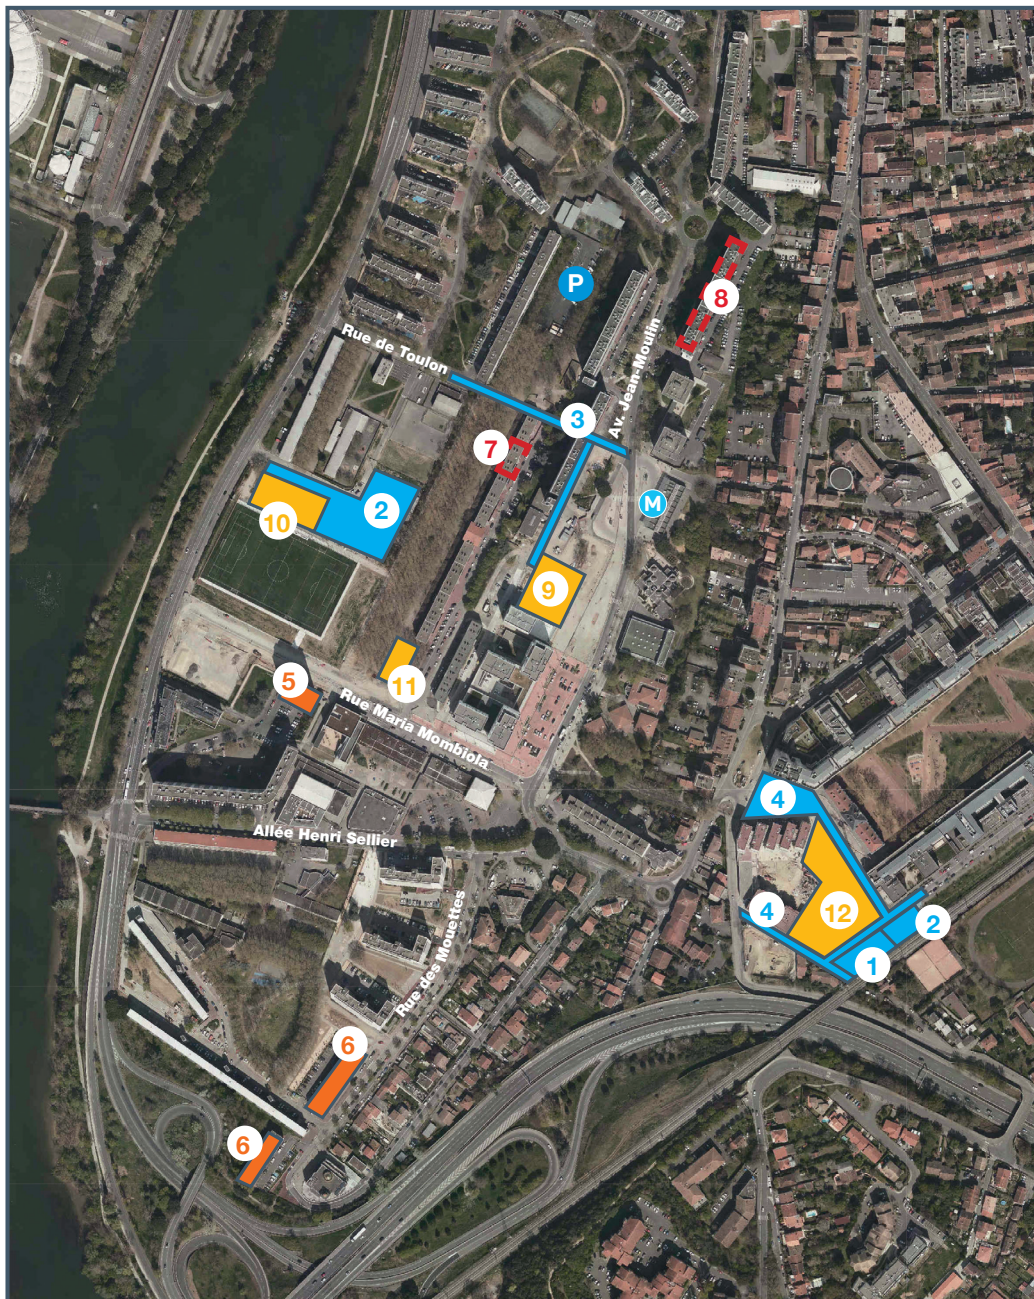 P
8
Rue de Toulon
Av. Jean-Moulin
3
7
2
M
10
9
5
11
Rue Maria Mombiola
4
Allée Henri Sellier
4
12
2
Rue des Mouettes
1
6
6